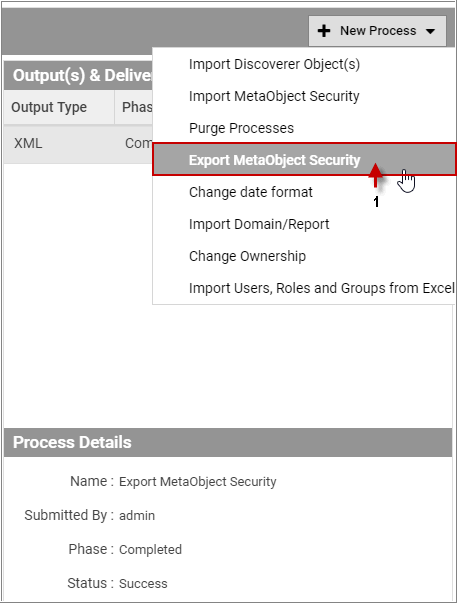 + New Process
Output(s) & Deliver
Import Discoverer Object(s)
Output Type Phas
Import MetaObject Security
Purge Processes
XML Com
Export MetaObject Security
1
Change date format
Import Domain/Report
Change Ownership
Import Users, Roles and Groups from Excel
Process Details
Name : Export MetaObject Security
Submitted By : admin
Phase : Completed
Status : Success